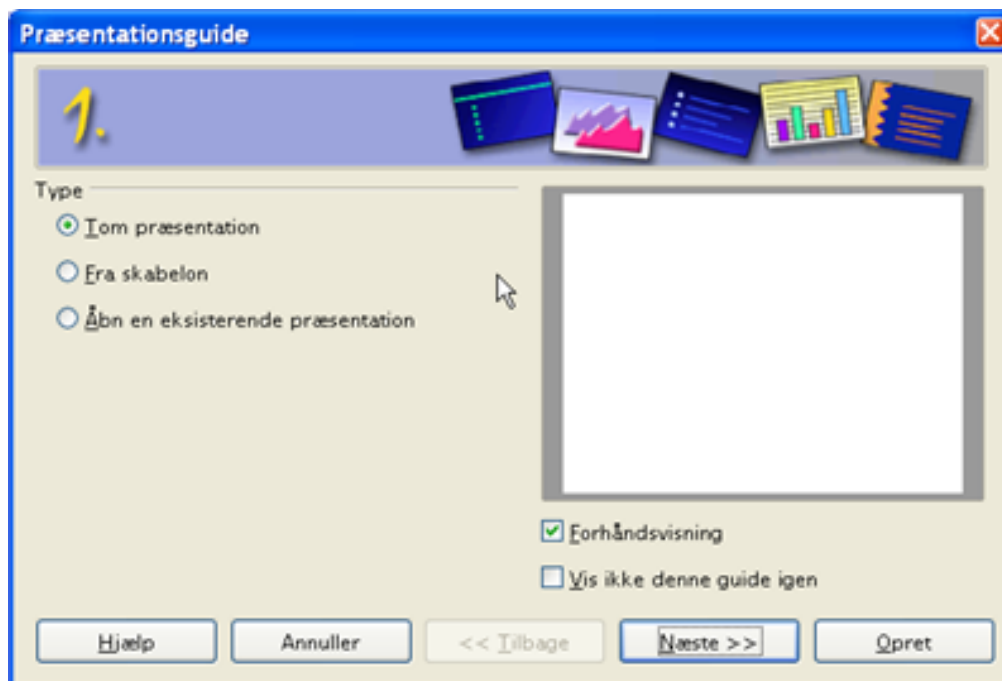 Præsentationsguide
1.
Type
Tom præsentation
Fra skabelon
Åbn en eksisterende præsentation
Forhåndsvisning
Vis ikke denne guide igen
Hjælp Annuller << Tilbage Næste >> Opret